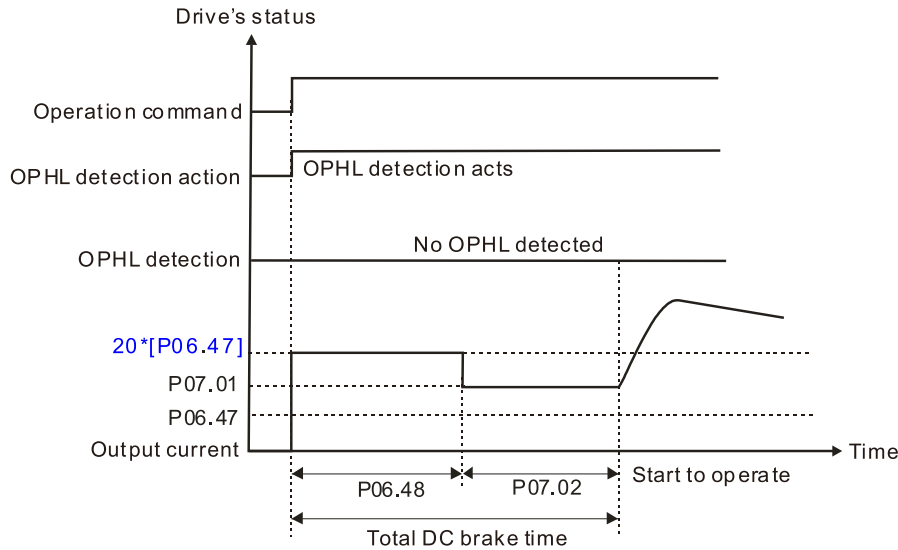 Drive's status
Operation command
OPHL detection action
OPHL detection acts
No OPHL detected
OPHL detection
20*[P06.47]
P07.01
P06.47
Output current
Time
Start to operate
P06.48
P07.02
Total DC brake time